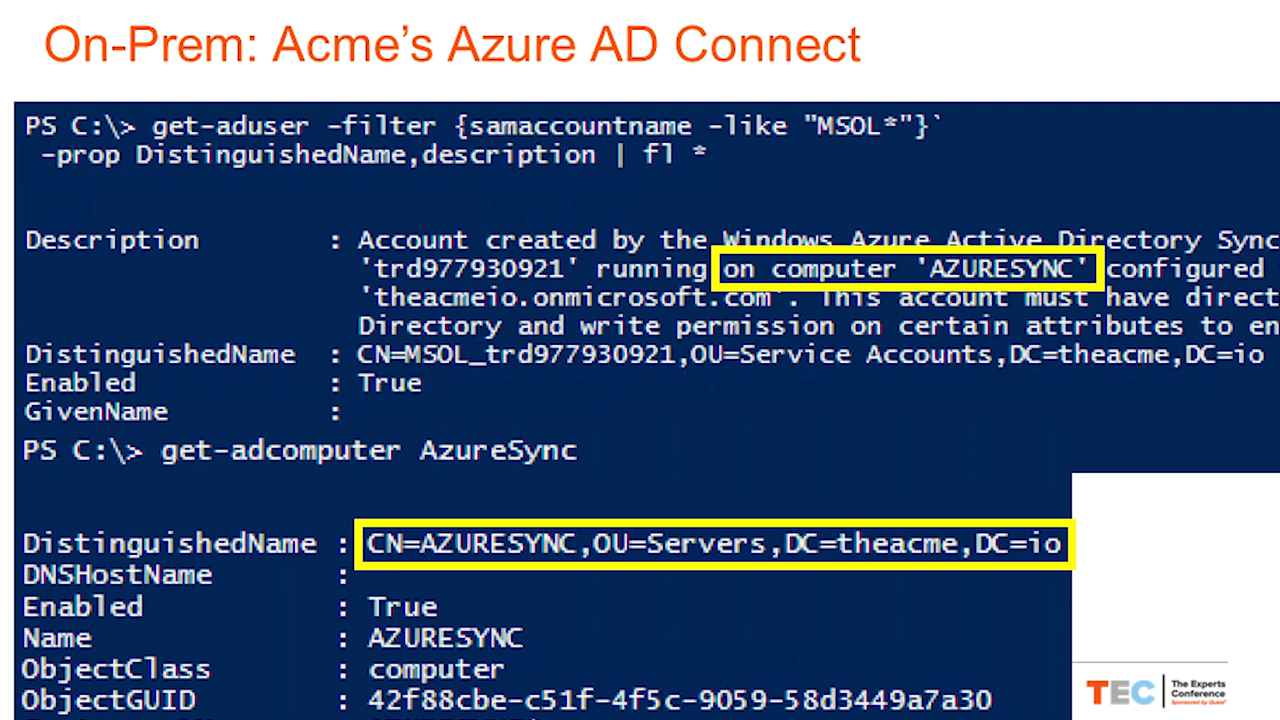 On-Prem: Acme's Azure AD Connect
PS C:\> get-aduser -filter {samaccountname -like "MSOL*"}`
-prop DistinguishedName,description | fl *
Description : Account created by the Windows Azure Active Directory Sync
'trd977930921' running on computer 'AZURESYNC' configured
'theacmeio.onmicrosoft.com'. This account must have direct
Directory and write permission on certain attributes to en
DistinguishedName : CN=MSOL_trd977930921,OU=Service Accounts,DC=theacme,DC=io
Enabled : True
GivenName :
PS C:\> get-adcomputer AzureSync
DistinguishedName : CN=AZURESYNC,OU=Servers,DC=theacme,DC=io
DNSHostName :
Enabled : True
Name : AZURESYNC
ObjectClass : computer
ObjectGUID : 42f88cbe-c51f-4f5c-9059-58d3449a7a30
TEC The Experts
Conference
Sponsored by Quest